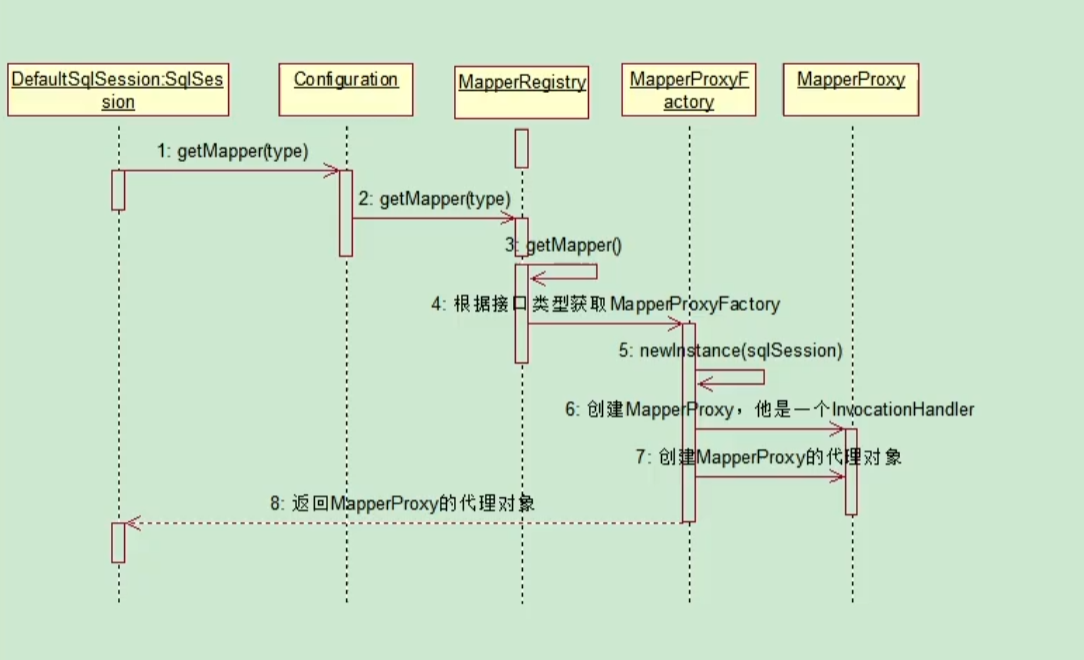 DefaultSqlSession:SqlSes
sion
Configuration
MapperRegistry
MapperProxyF
actory
MapperProxy
1: getMapper(type)
2: getMapper(type)
3: getMapper()
4: 根据接口类型获取MapperProxyFactory
5: newInstance(sqlSession)
6: 创建MapperProxy，他是一个InvocationHandler
7: 创建MapperProxy的代理对象
8: 返回MapperProxy的代理对象